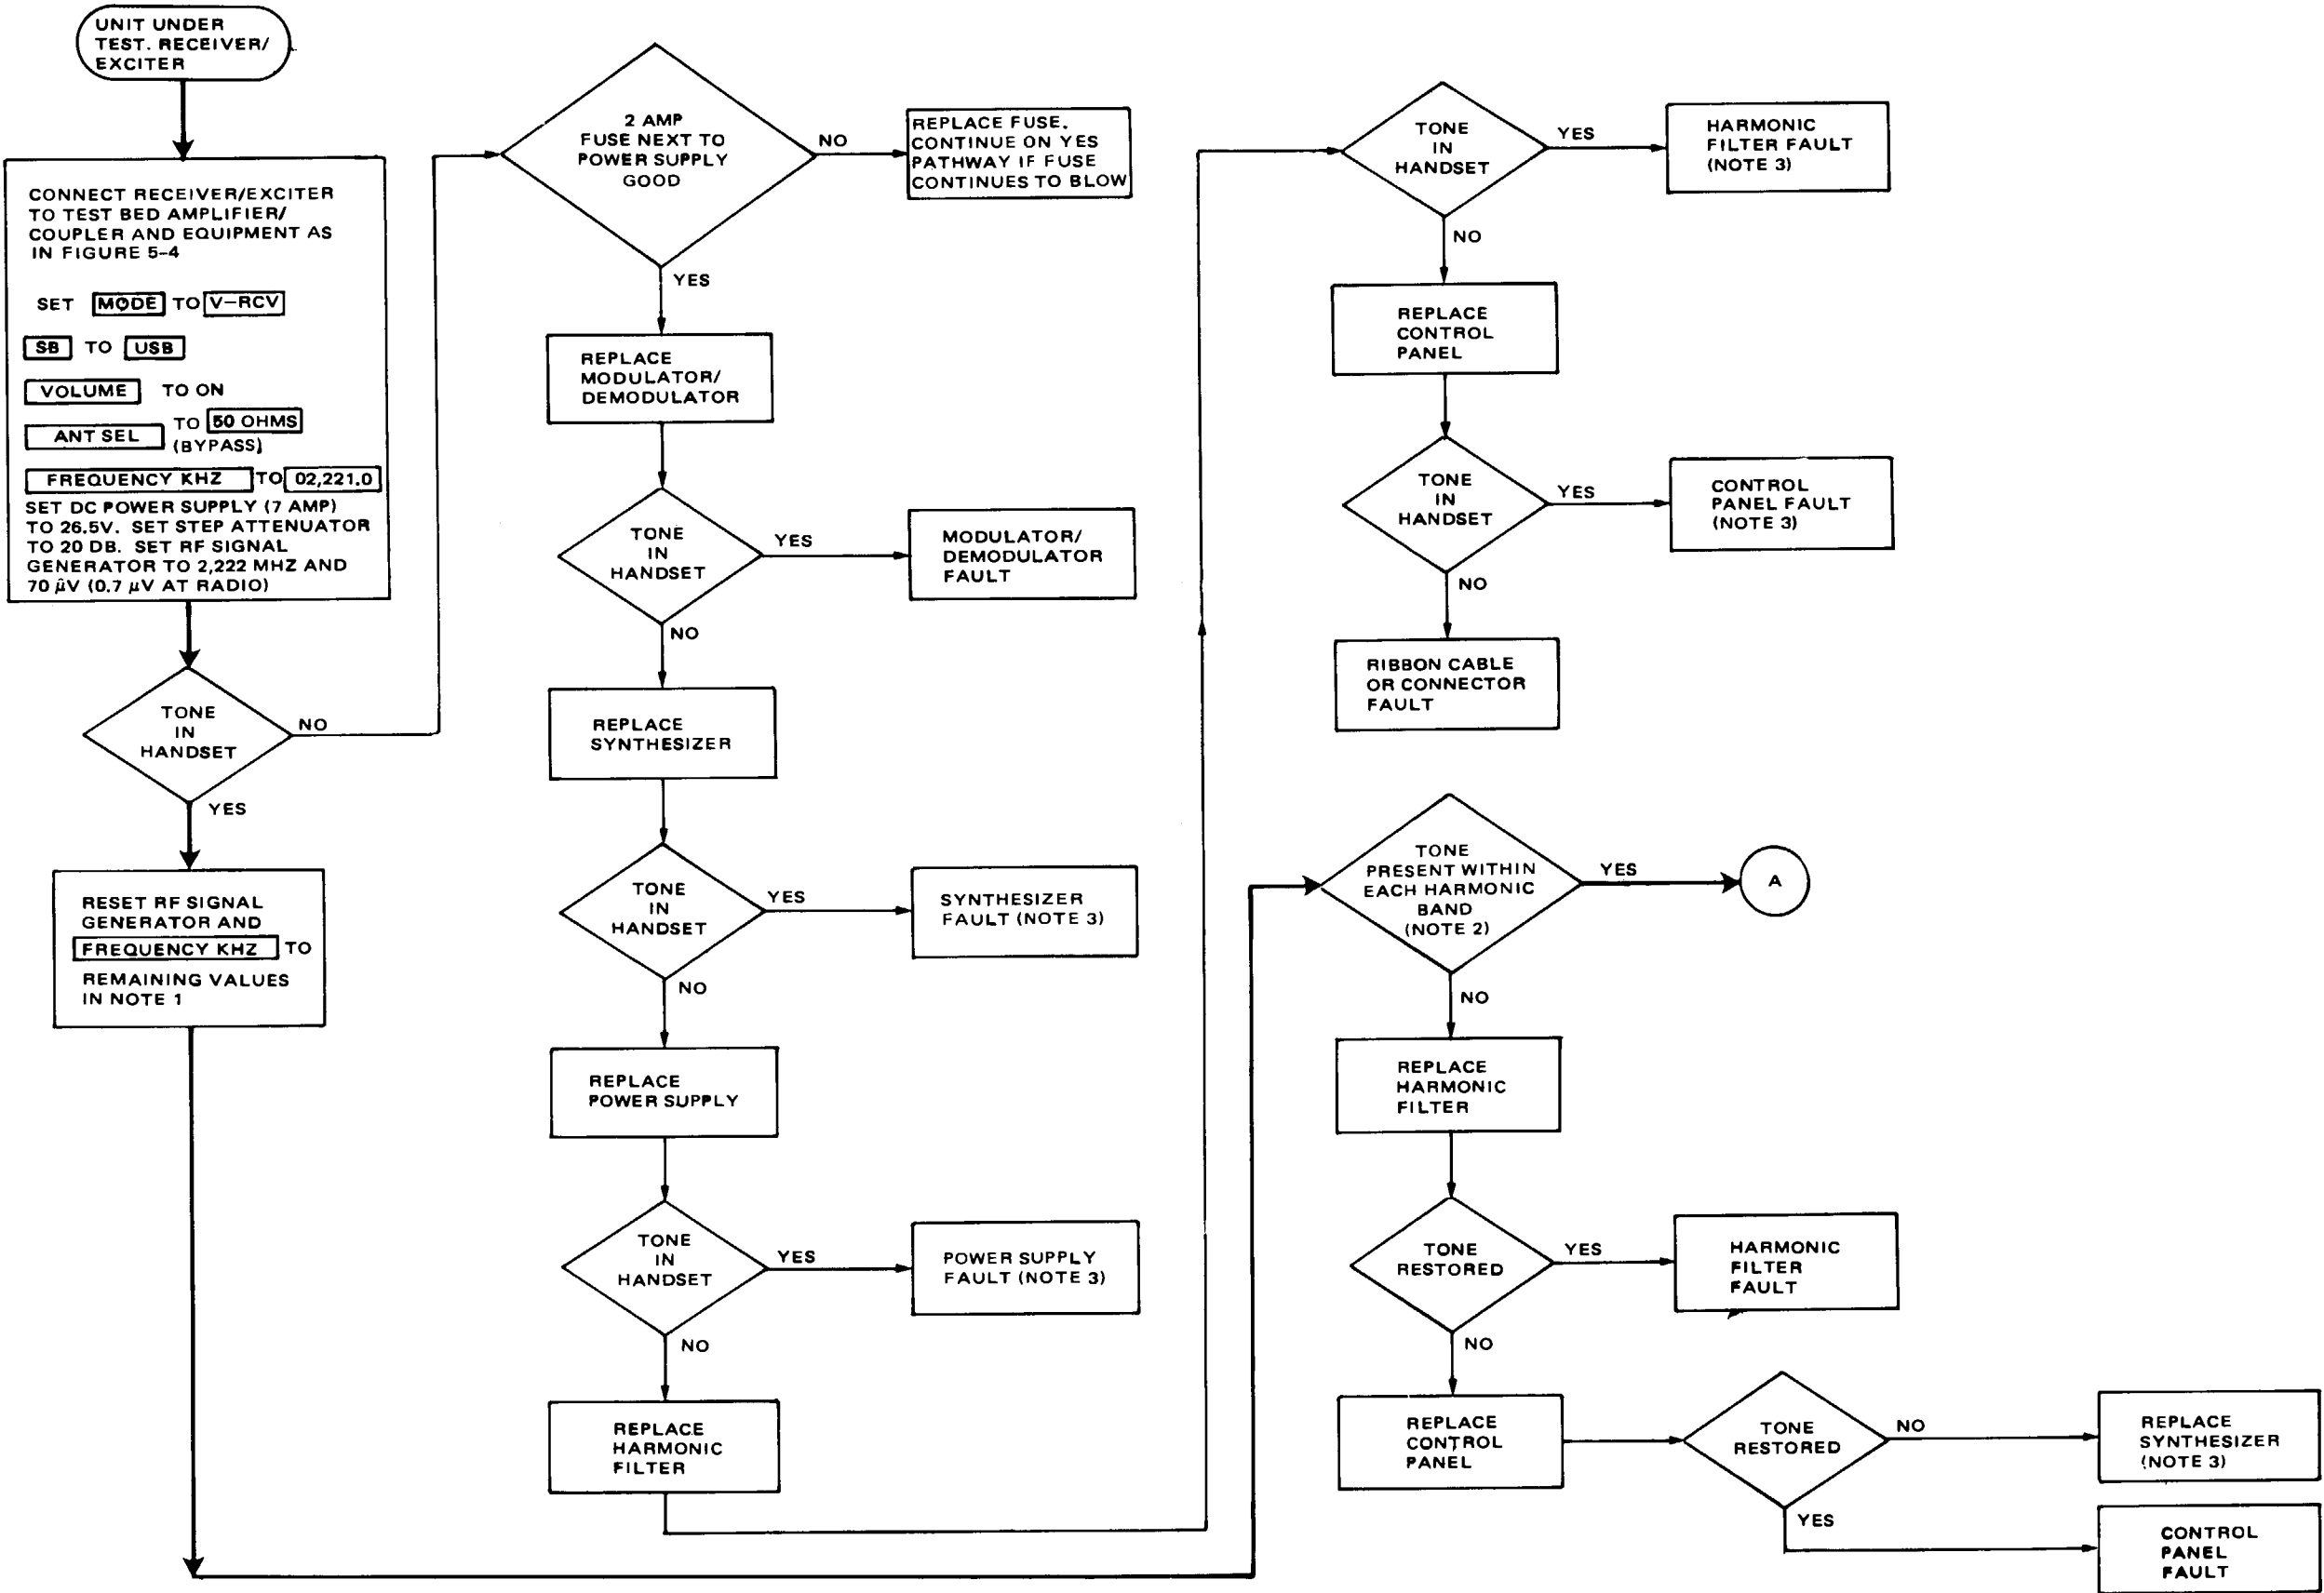 UNIT UNDER
TEST. RECEIVER/
EXCITER
CONNECT RECEIVER/EXCITER
TO TEST BED AMPLIFIER/
COUPLER AND EQUIPMENT AS
IN FIGURE 5-4
SET MODE TO V-RCV
SB TO USB
VOLUME TO ON
ANT SEL TO 50 OHMS
(BYPASS)
FREQUENCY KHZ TO 02,221.0
SET DC POWER SUPPLY (7 AMP)
TO 26.5V. SET STEP ATTENUATOR
TO 20 DB. SET RF SIGNAL
GENERATOR TO 2,222 MHZ AND
70 µV (0.7 µV AT RADIO)
TONE
IN
HANDSET
NO
YES
RESET RF SIGNAL
GENERATOR AND
FREQUENCY KHZ TO
REMAINING VALUES
IN NOTE 1
2 AMP
FUSE NEXT TO
POWER SUPPLY
GOOD
NO
REPLACE FUSE.
CONTINUE ON YES
PATHWAY IF FUSE
CONTINUES TO BLOW
YES
REPLACE
MODULATOR/
DEMODULATOR
TONE
IN
HANDSET
YES
MODULATOR/
DEMODULATOR
FAULT
NO
REPLACE
SYNTHESIZER
TONE
IN
HANDSET
YES
SYNTHESIZER
FAULT (NOTE 3)
NO
REPLACE
POWER SUPPLY
TONE
IN
HANDSET
YES
POWER SUPPLY
FAULT (NOTE 3)
NO
REPLACE
HARMONIC
FILTER
TONE
IN
HANDSET
YES
HARMONIC
FILTER FAULT
(NOTE 3)
NO
REPLACE
CONTROL
PANEL
TONE
IN
HANDSET
YES
CONTROL
PANEL FAULT
(NOTE 3)
NO
RIBBON CABLE
OR CONNECTOR
FAULT
TONE
PRESENT WITHIN
EACH HARMONIC
BAND
(NOTE 2)
YES
A
NO
REPLACE
HARMONIC
FILTER
TONE
RESTORED
YES
HARMONIC
FILTER
FAULT
NO
REPLACE
CONTROL
PANEL
TONE
RESTORED
NO
REPLACE
SYNTHESIZER
(NOTE 3)
YES
CONTROL
PANEL
FAULT